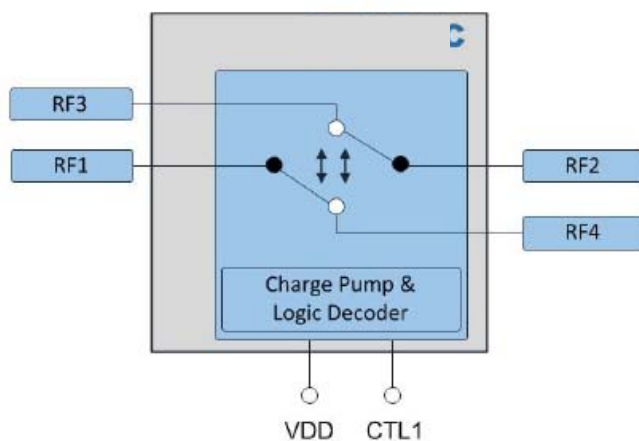 C
RF3
RF1
RF2
RF4
Charge Pump &
Logic Decoder
VDD
CTL1